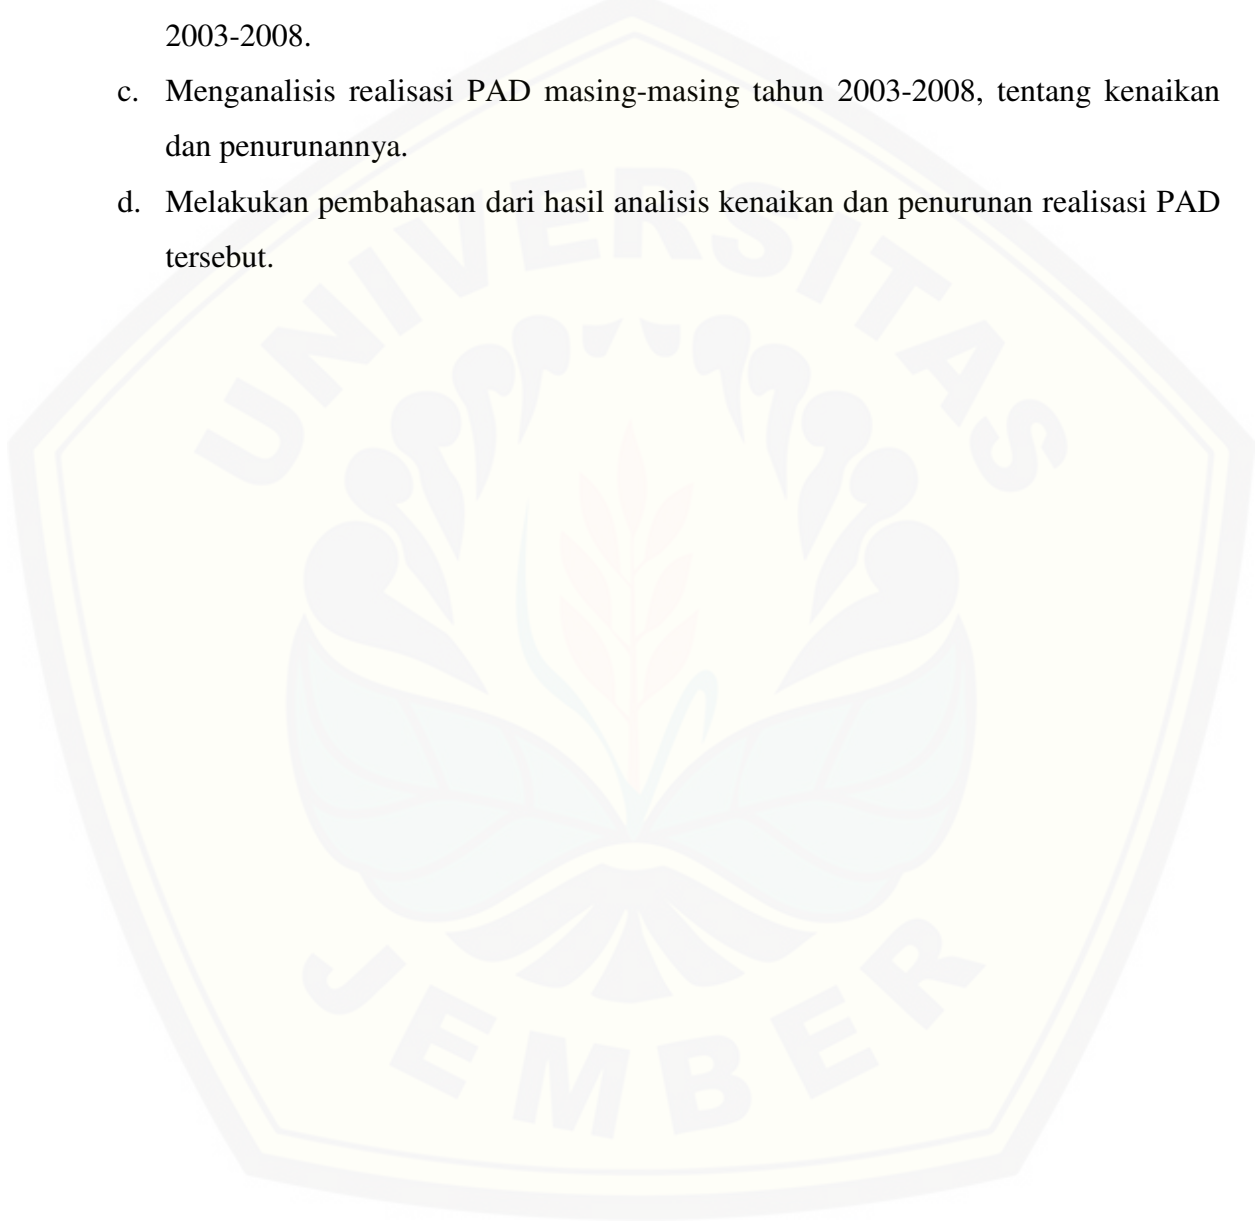 2003-2008.
c. Menganalisis realisasi PAD masing-masing tahun 2003-2008, tentang kenaikan
dan penurunannya.
d. Melakukan pembahasan dari hasil analisis kenaikan dan penurunan realisasi PAD
tersebut.
UNIVERSITAS
JEMBER